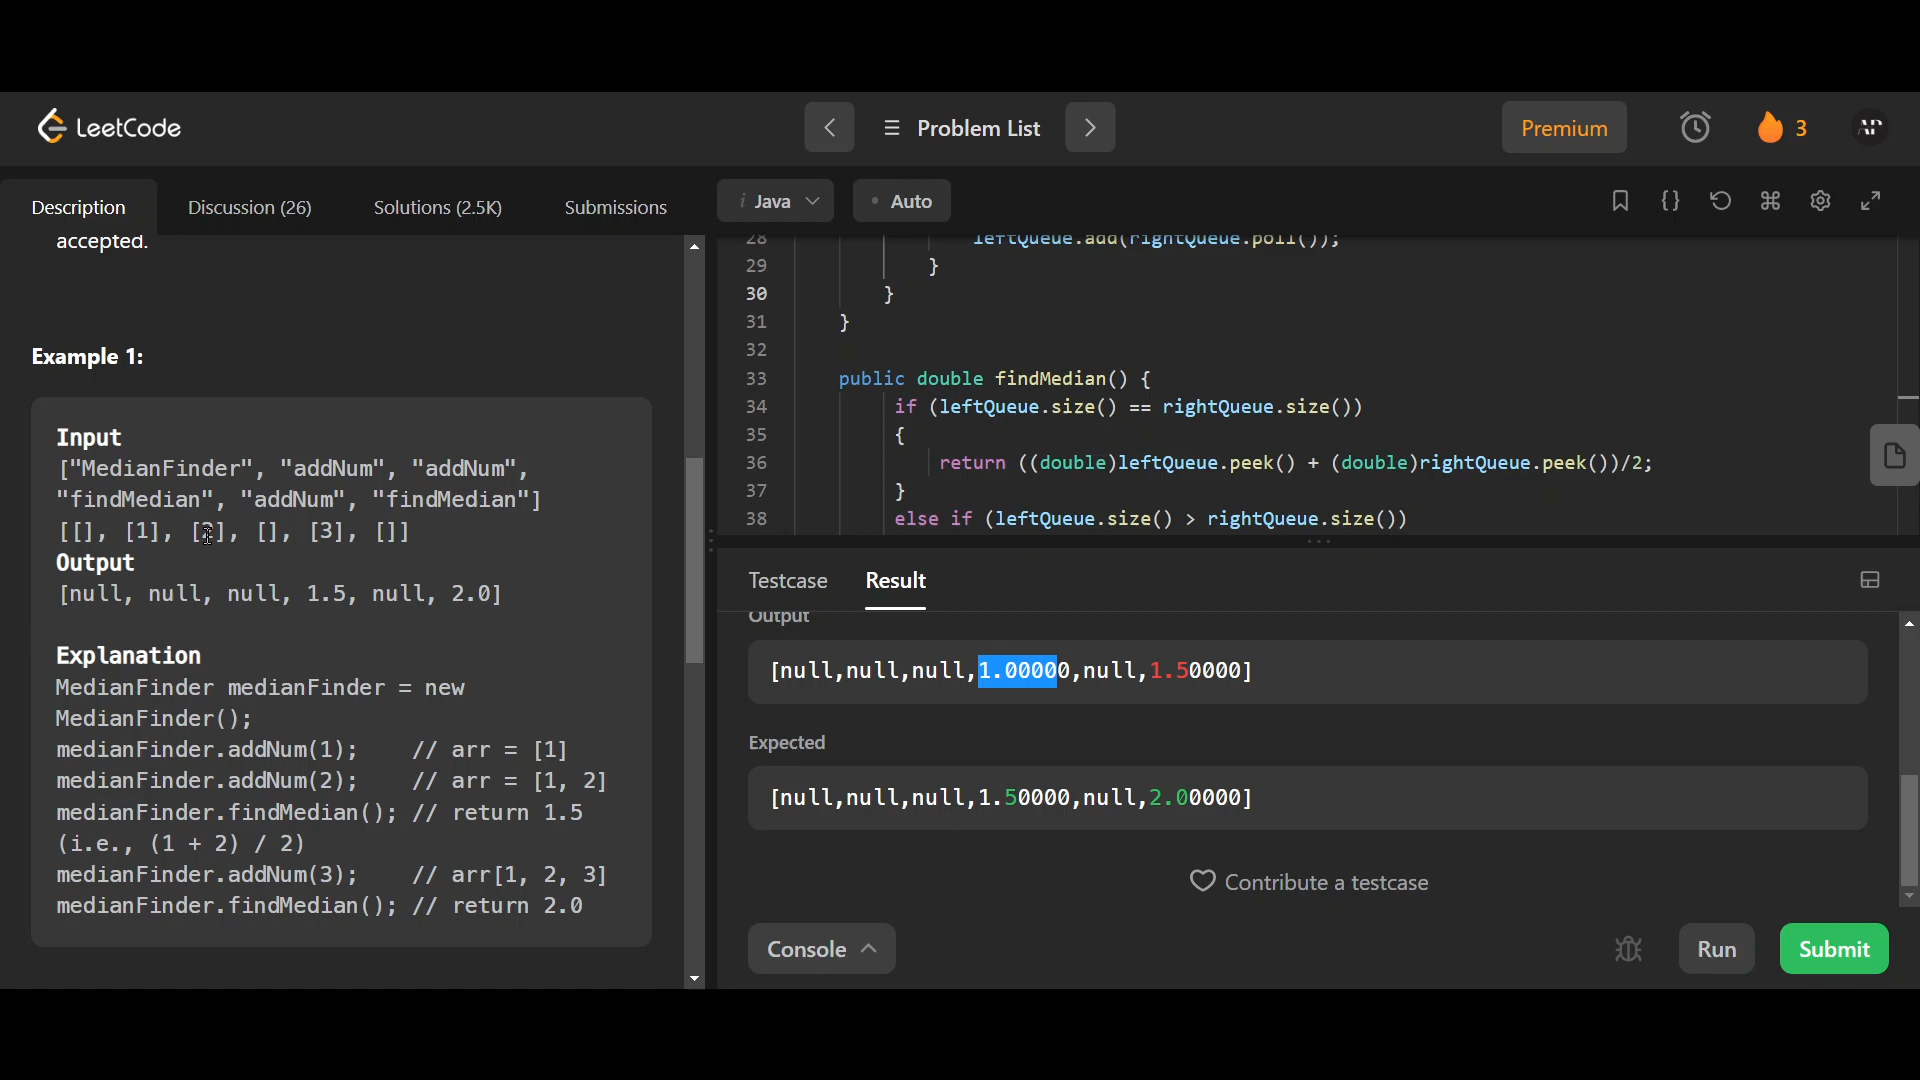 LeetCode
Problem List
Premium
3
AP
Description
Discussion (26)
Solutions (2.5K)
Submissions
i Java
Auto
accepted.
Example 1:
Input
["MedianFinder", "addNum", "addNum",
"findMedian", "addNum", "findMedian"]
[[], [1], [2], [], [3], []]
Output
[null, null, null, 1.5, null, 2.0]
Explanation
MedianFinder medianFinder = new
MedianFinder();
medianFinder.addNum(1);    // arr = [1]
medianFinder.addNum(2);    // arr = [1, 2]
medianFinder.findMedian(); // return 1.5
(i.e., (1 + 2) / 2)
medianFinder.addNum(3);    // arr[1, 2, 3]
medianFinder.findMedian(); // return 2.0
28 leftQueue.add(rightQueue.poll());
29 }
30 }
31 }
32
33 public double findMedian() {
34 if (leftQueue.size() == rightQueue.size())
35 {
36 return ((double)leftQueue.peek() + (double)rightQueue.peek())/2;
37 }
38 else if (leftQueue.size() > rightQueue.size())
Testcase
Result
Output
[null,null,null,1.00000,null,1.50000]
Expected
[null,null,null,1.50000,null,2.00000]
Contribute a testcase
Console
Run
Submit